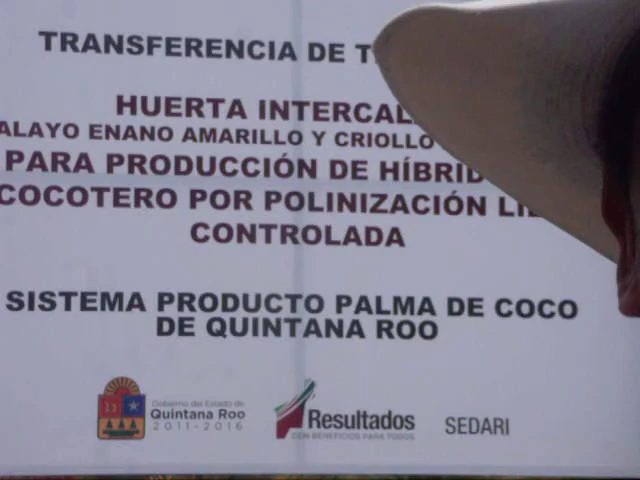 TRANSFERENCIA DE
HUERTA INTERCAL
ALAYO ENANO AMARILLO Y CRIOLLO
PARA PRODUCCIÓN DE HÍBRID
COCOTERO POR POLINIZACIÓN
CONTROLADA
SISTEMA PRODUCTO PALMA DE COCO
DE QUINTANA ROO
Gobierno del Estado de
Quintana Roo
2011-2016
Resultados
CON BENEFICIOS PARA TODOS
SEDARI